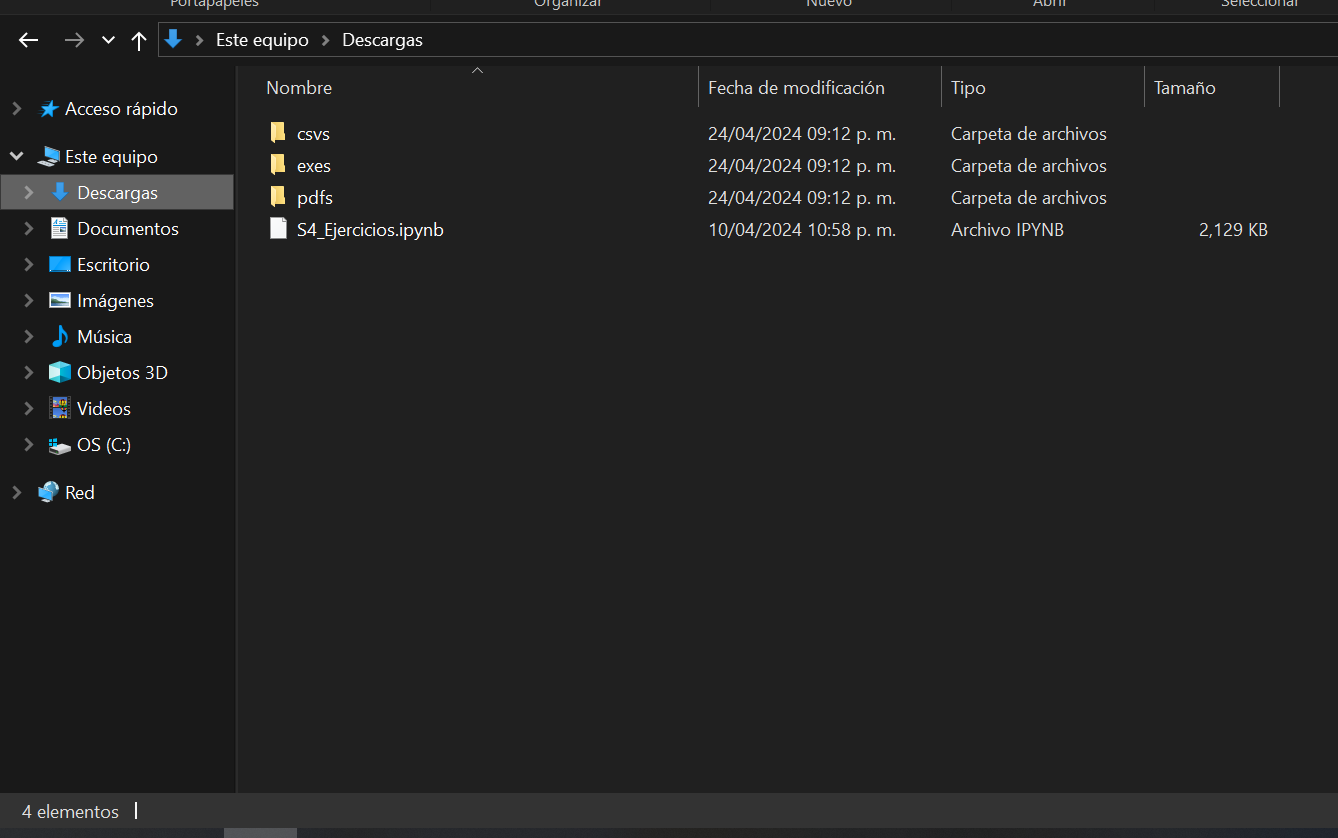 Portapapeles Organizar Nuevo Abrir Seleccionar
Este equipo Descargas
Nombre Fecha de modificación Tipo Tamaño
Acceso rápido
Este equipo
Descargas
Documentos
Escritorio
Imágenes
Música
Objetos 3D
Videos
OS (C:)
Red
csvs 24/04/2024 09:12 p. m. Carpeta de archivos
exes 24/04/2024 09:12 p. m. Carpeta de archivos
pdfs 24/04/2024 09:12 p. m. Carpeta de archivos
S4_Ejercicios.ipynb 10/04/2024 10:58 p. m. Archivo IPYNB 2,129 KB
4 elementos